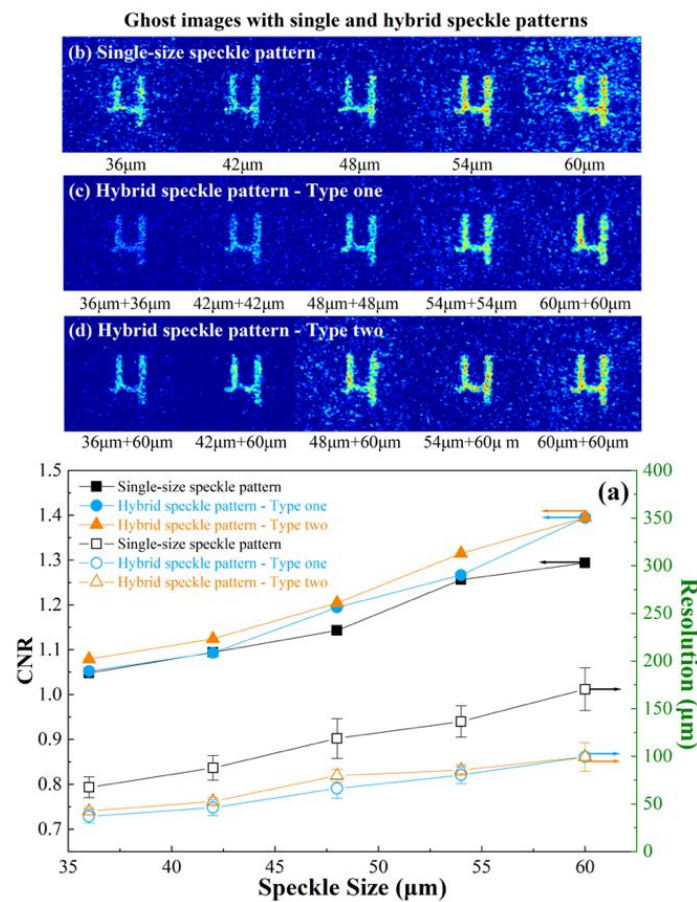 Ghost images with single and hybrid speckle patterns
(b) Single-size speckle pattern
36μm 42μm 48μm 54μm 60μm
(c) Hybrid speckle pattern - Type one
36μm+36μm 42μm+42μm 48μm+48μm 54μm+54μm 60μm+60μm
(d) Hybrid speckle pattern - Type two
36μm+60μm 42μm+60μm 48μm+60μm 54μm+60μ m 60μm+60μm
(a)
Single-size speckle pattern
Hybrid speckle pattern - Type one
Hybrid speckle pattern - Type two
Single-size speckle pattern
Hybrid speckle pattern - Type one
Hybrid speckle pattern - Type two
CNR
1.5
1.4
1.3
1.2
1.1
1.0
0.9
0.8
0.7
Resolution (μm)
400
350
300
250
200
150
100
50
0
35 40 45 50 55 60
Speckle Size (μm)